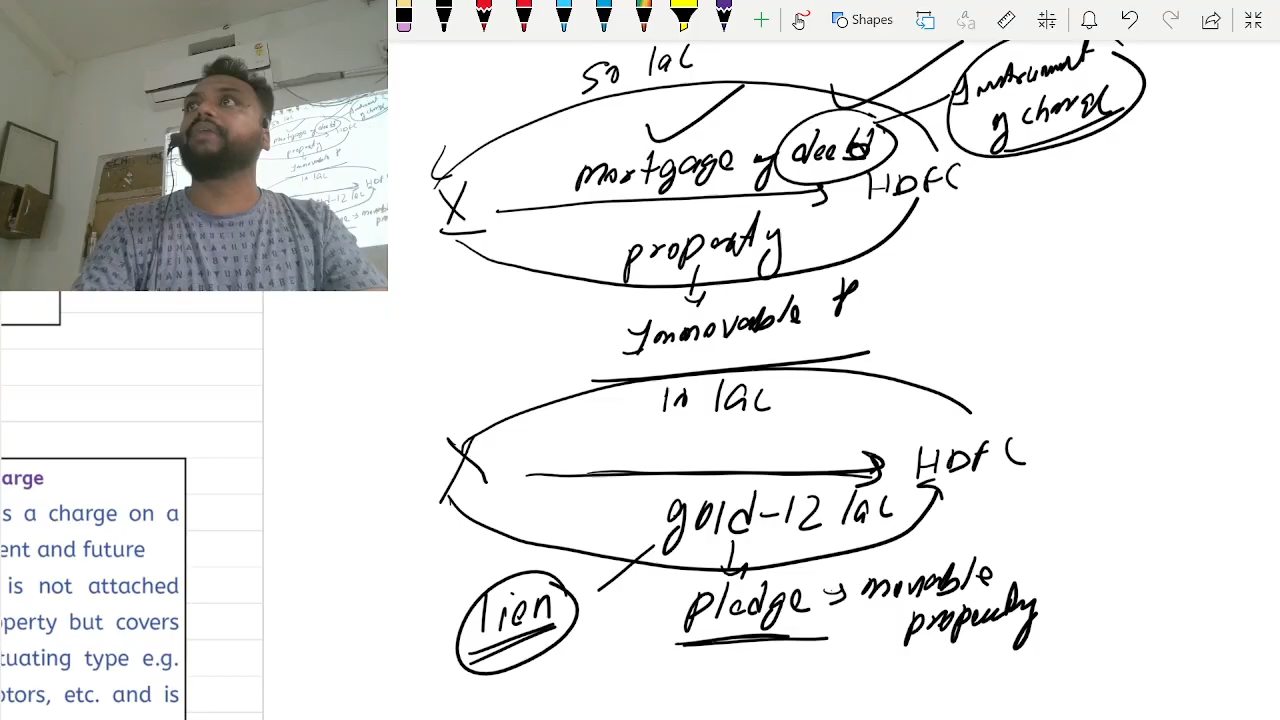 Shapes
50 lac
Instrument
of charge
mortgage of deed
HDFC
X
property
Immovable P
10 lac
X
HDFC
gold-12 lac
lien
pledge → movable
property
arge
s a charge on a
ent and future
is not attached
operty but covers
tuating type e.g.
otors, etc. and is